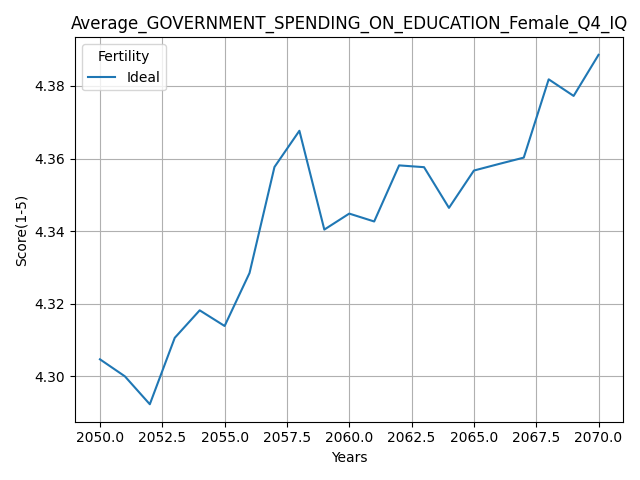 Average_GOVERNMENT_SPENDING_ON_EDUCATION_Female_Q4_IQ
Fertility
Ideal
Score(1-5)
4.38
4.36
4.34
4.32
4.30
2050.0 2052.5 2055.0 2057.5 2060.0 2062.5 2065.0 2067.5 2070.0
Years